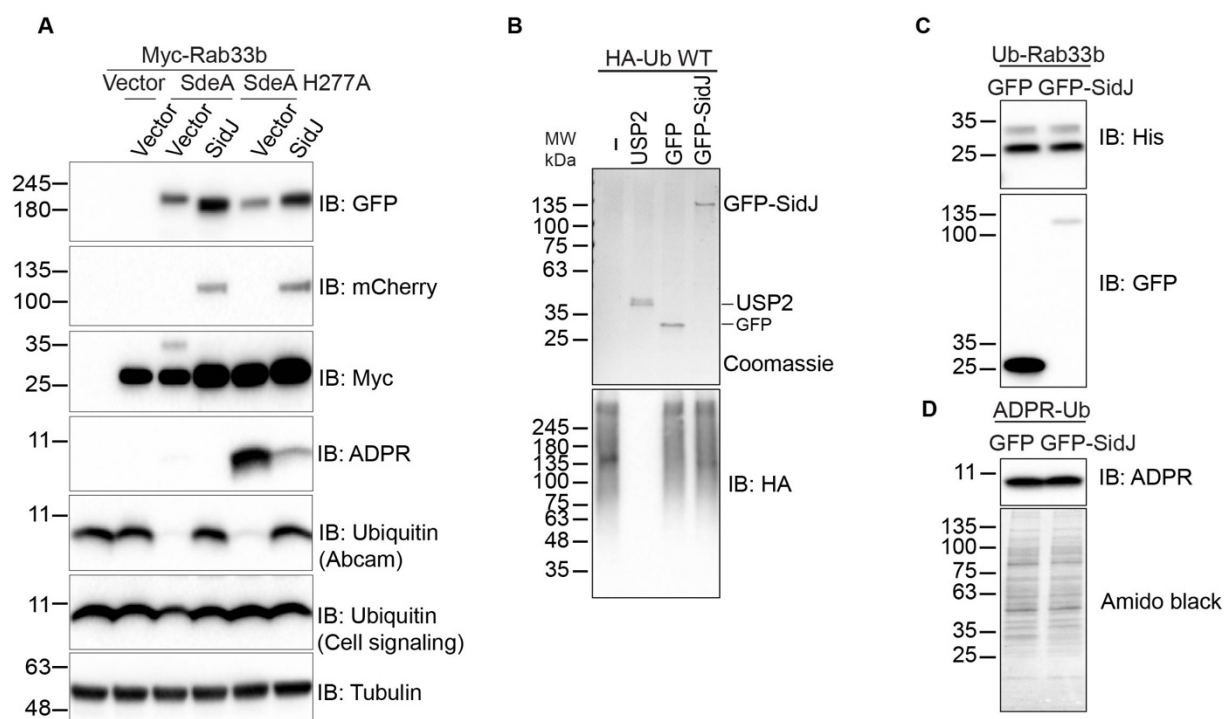 A
Myc-Rab33b
Vector SdeA SdeA H277A
Vector Vector SidJ Vector SidJ
245
180
IB: GFP
135
100
IB: mCherry
35
25
IB: Myc
11
IB: ADPR
11
IB: Ubiquitin
(Abcam)
11
IB: Ubiquitin
(Cell signaling)
63
48
IB: Tubulin
B
HA-Ub WT
MW
kDa
– USP2 GFP GFP-SidJ
135
100
75
63
35
25
GFP-SidJ
USP2
GFP
Coomassie
245
180
135
100
75
63
48
35
IB: HA
C
Ub-Rab33b
GFP GFP-SidJ
35
25
IB: His
135
100
35
25
IB: GFP
D
ADPR-Ub
GFP GFP-SidJ
11
IB: ADPR
135
100
75
63
35
25
Amido black